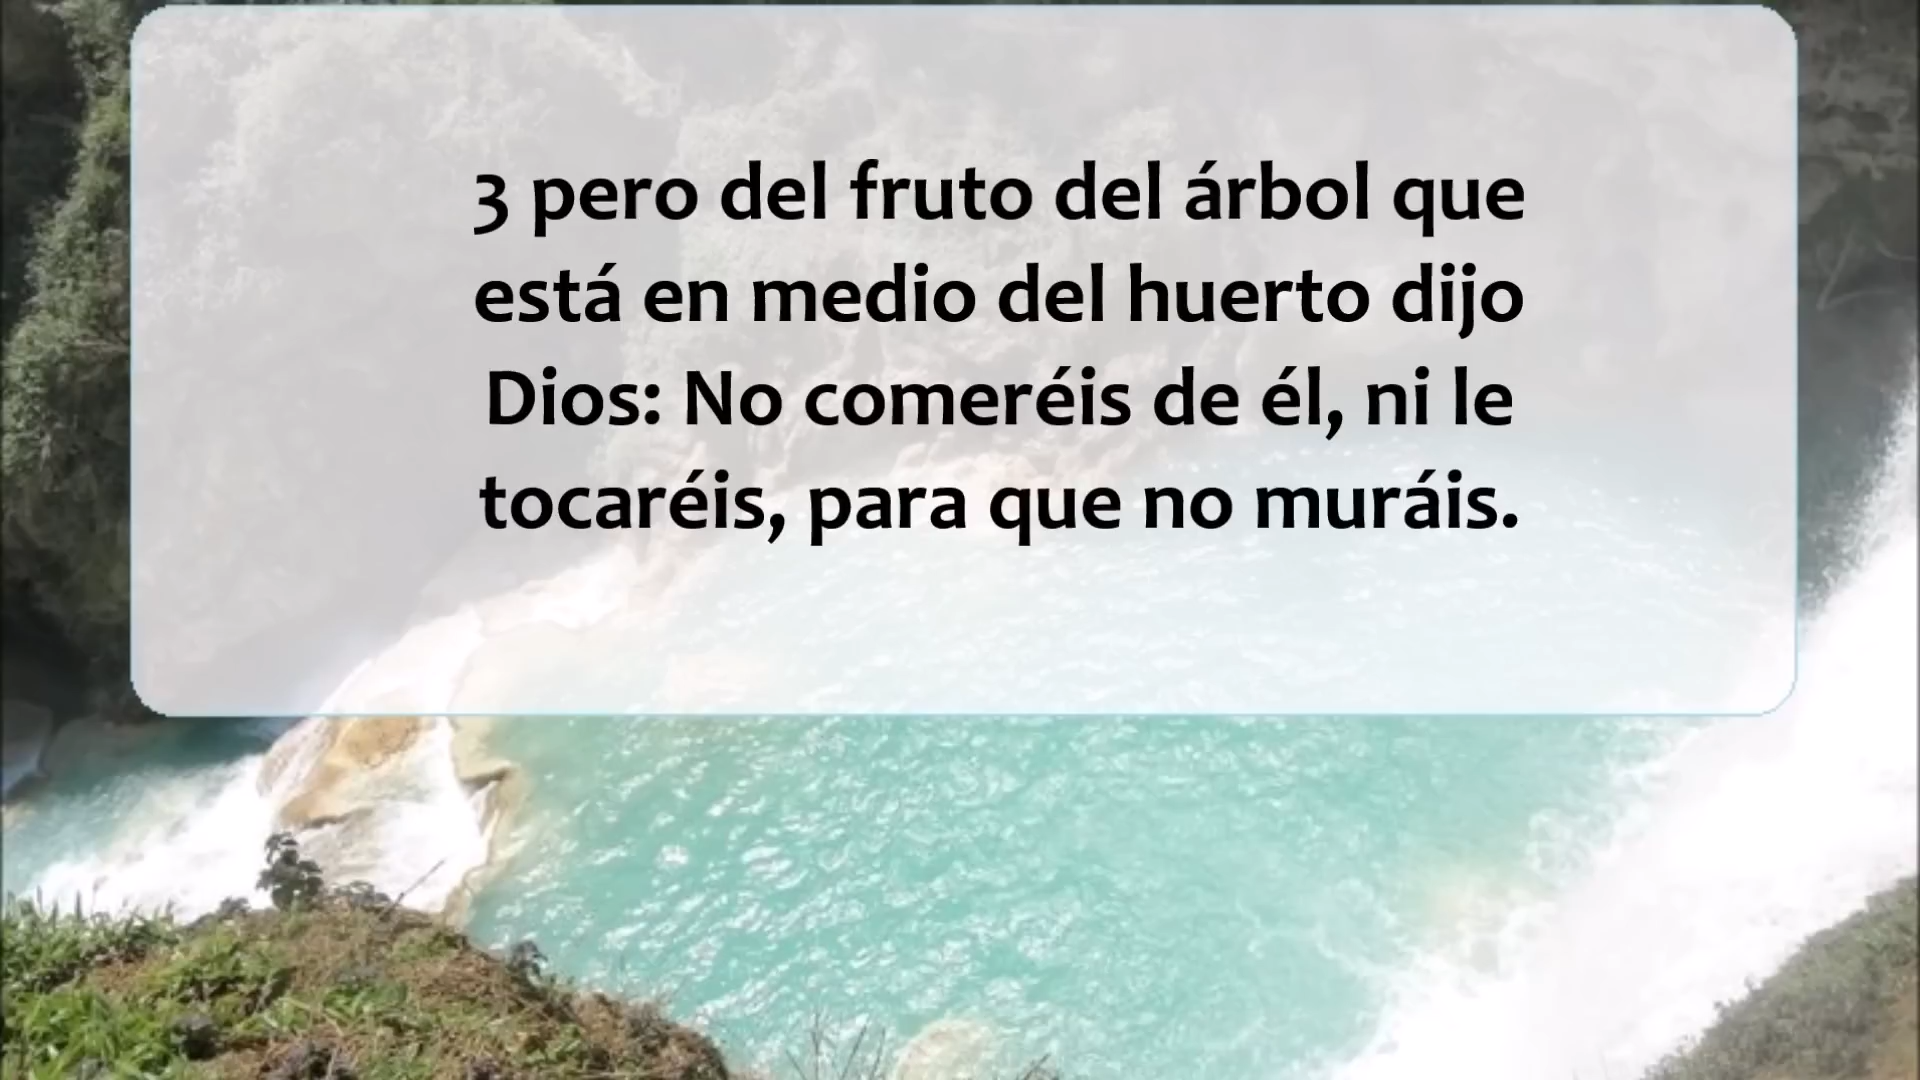 3 pero del fruto del árbol que
está en medio del huerto dijo
Dios: No comeréis de él, ni le
tocaréis, para que no muráis.